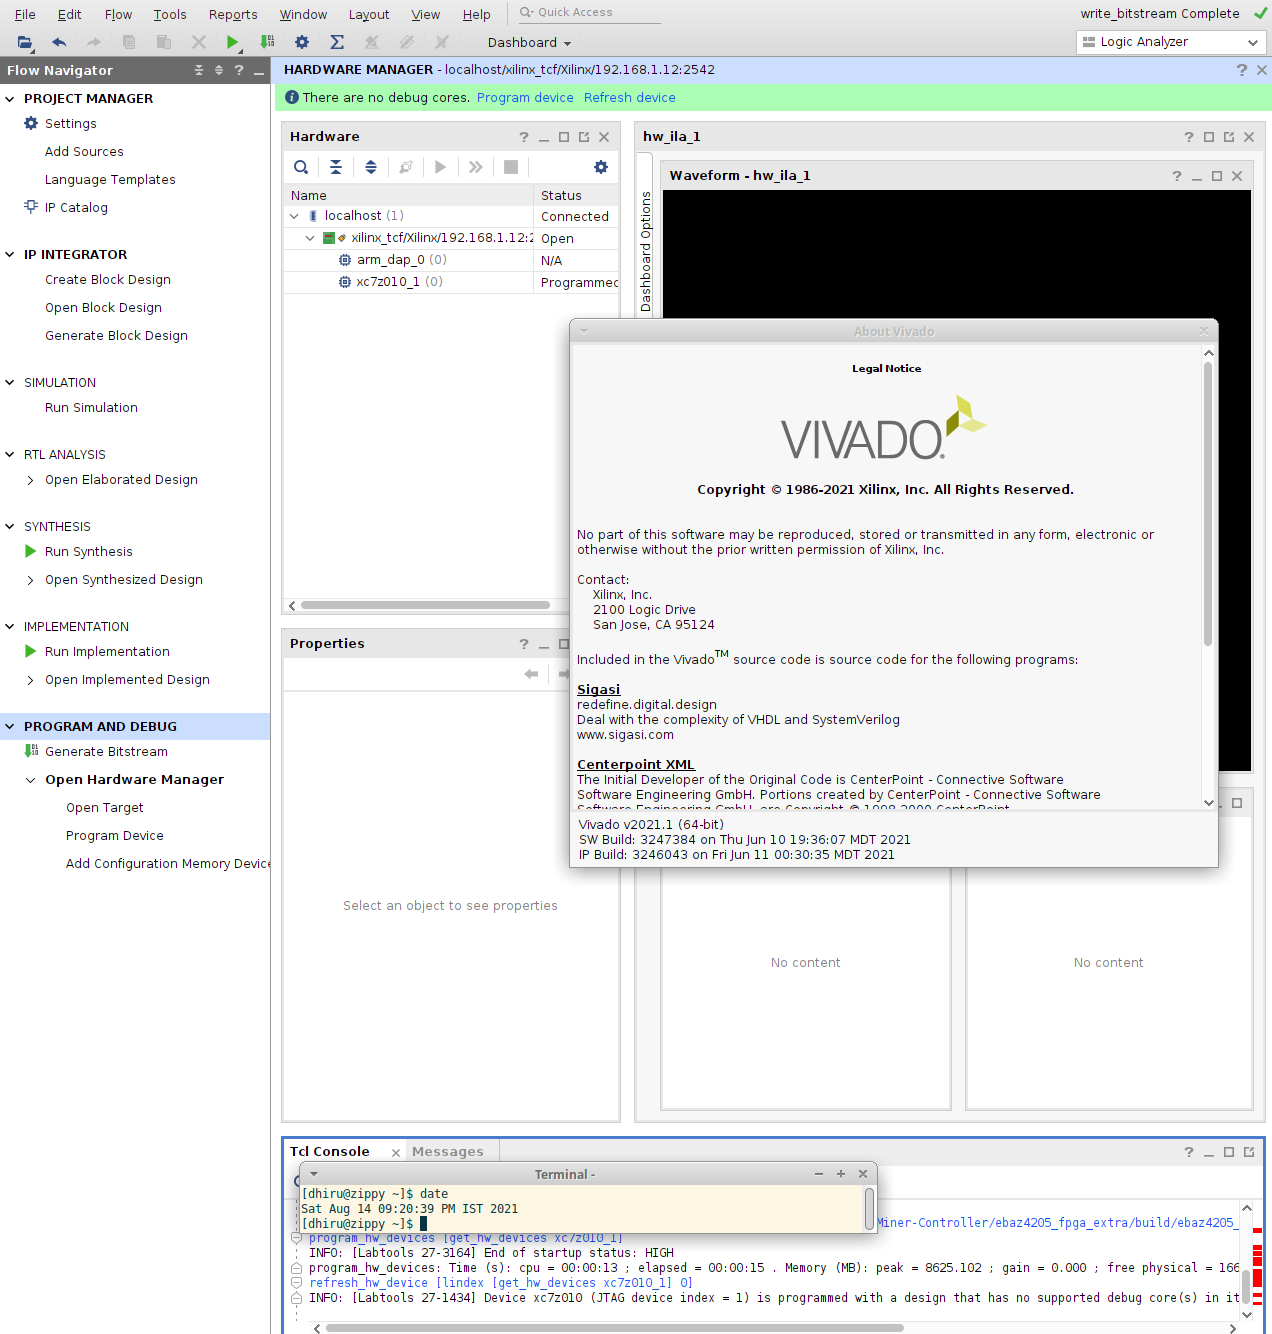 File Edit Flow Tools Reports Window Layout View Help Quick Access write_bitstream Complete
Dashboard Logic Analyzer
Flow Navigator
HARDWARE MANAGER - localhost/xilinx_tcf/Xilinx/192.168.1.12:2542
There are no debug cores. Program device Refresh device
PROJECT MANAGER
Settings
Add Sources
Language Templates
IP Catalog
IP INTEGRATOR
Create Block Design
Open Block Design
Generate Block Design
SIMULATION
Run Simulation
RTL ANALYSIS
Open Elaborated Design
SYNTHESIS
Run Synthesis
Open Synthesized Design
IMPLEMENTATION
Run Implementation
Open Implemented Design
PROGRAM AND DEBUG
Generate Bitstream
Open Hardware Manager
Open Target
Program Device
Add Configuration Memory Device
Hardware
Name Status
localhost (1) Connected
xilinx_tcf/Xilinx/192.168.1.12:2 Open
arm_dap_0 (0) N/A
xc7z010_1 (0) Programmed
Properties
Select an object to see properties
hw_ila_1
Dashboard Options
Waveform - hw_ila_1
About Vivado
Legal Notice
VIVADO.
Copyright © 1986-2021 Xilinx, Inc. All Rights Reserved.
No part of this software may be reproduced, stored or transmitted in any form, electronic or
otherwise without the prior written permission of Xilinx, Inc.
Contact:
Xilinx, Inc.
2100 Logic Drive
San Jose, CA 95124
Included in the Vivado™ source code is source code for the following programs:
Sigasi
redefine.digital.design
Deal with the complexity of VHDL and SystemVerilog
www.sigasi.com
Centerpoint XML
The Initial Developer of the Original Code is CenterPoint - Connective Software
Software Engineering GmbH. Portions created by CenterPoint - Connective Software
Software Engineering GmbH. are Copyright © 1998-2000 CenterPoint
Vivado v2021.1 (64-bit)
SW Build: 3247384 on Thu Jun 10 19:36:07 MDT 2021
IP Build: 3246043 on Fri Jun 11 00:30:35 MDT 2021
No content
No content
Tcl Console Messages
Terminal -
[dhiru@zippy ~]$ date
Sat Aug 14 09:20:39 PM IST 2021
[dhiru@zippy ~]$
Miner-Controller/ebaz4205_fpga_extra/build/ebaz4205_
program_hw_devices [get_hw_devices xc7z010_1]
INFO: [Labtools 27-3164] End of startup status: HIGH
program_hw_devices: Time (s): cpu = 00:00:13 ; elapsed = 00:00:15 . Memory (MB): peak = 8625.102 ; gain = 0.000 ; free physical = 166
refresh_hw_device [lindex [get_hw_devices xc7z010_1] 0]
INFO: [Labtools 27-1434] Device xc7z010 (JTAG device index = 1) is programmed with a design that has no supported debug core(s) in it